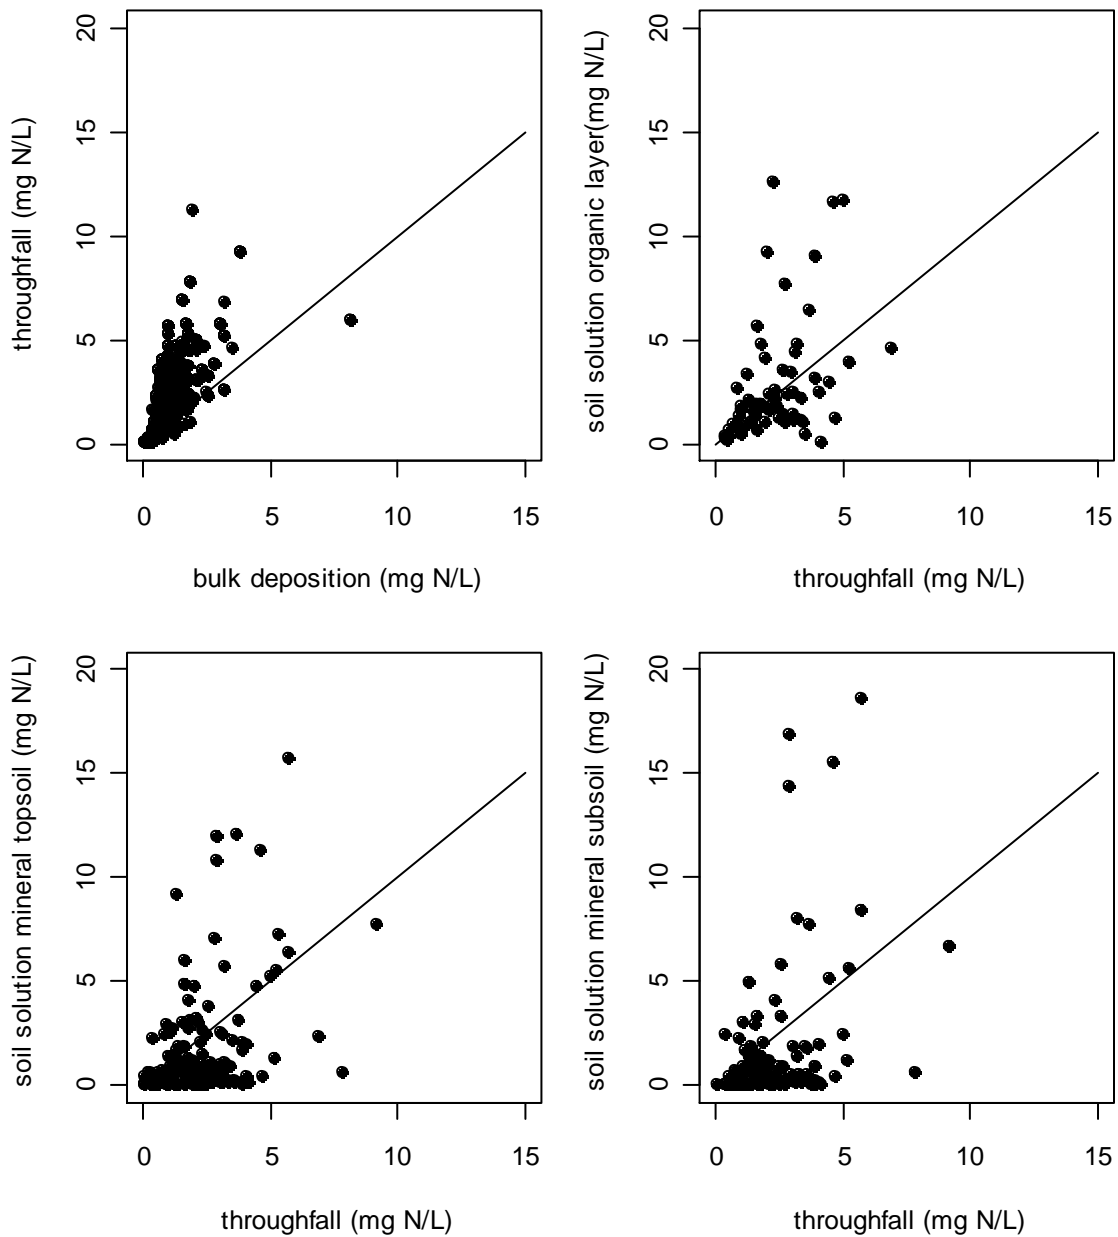 throughfall (mg N/L)
20
15
10
5
0
0 5 10 15
bulk deposition (mg N/L)
soil solution organic layer(mg N/L)
20
15
10
5
0
0 5 10 15
throughfall (mg N/L)
soil solution mineral topsoil (mg N/L)
20
15
10
5
0
0 5 10 15
throughfall (mg N/L)
soil solution mineral subsoil (mg N/L)
20
15
10
5
0
0 5 10 15
throughfall (mg N/L)